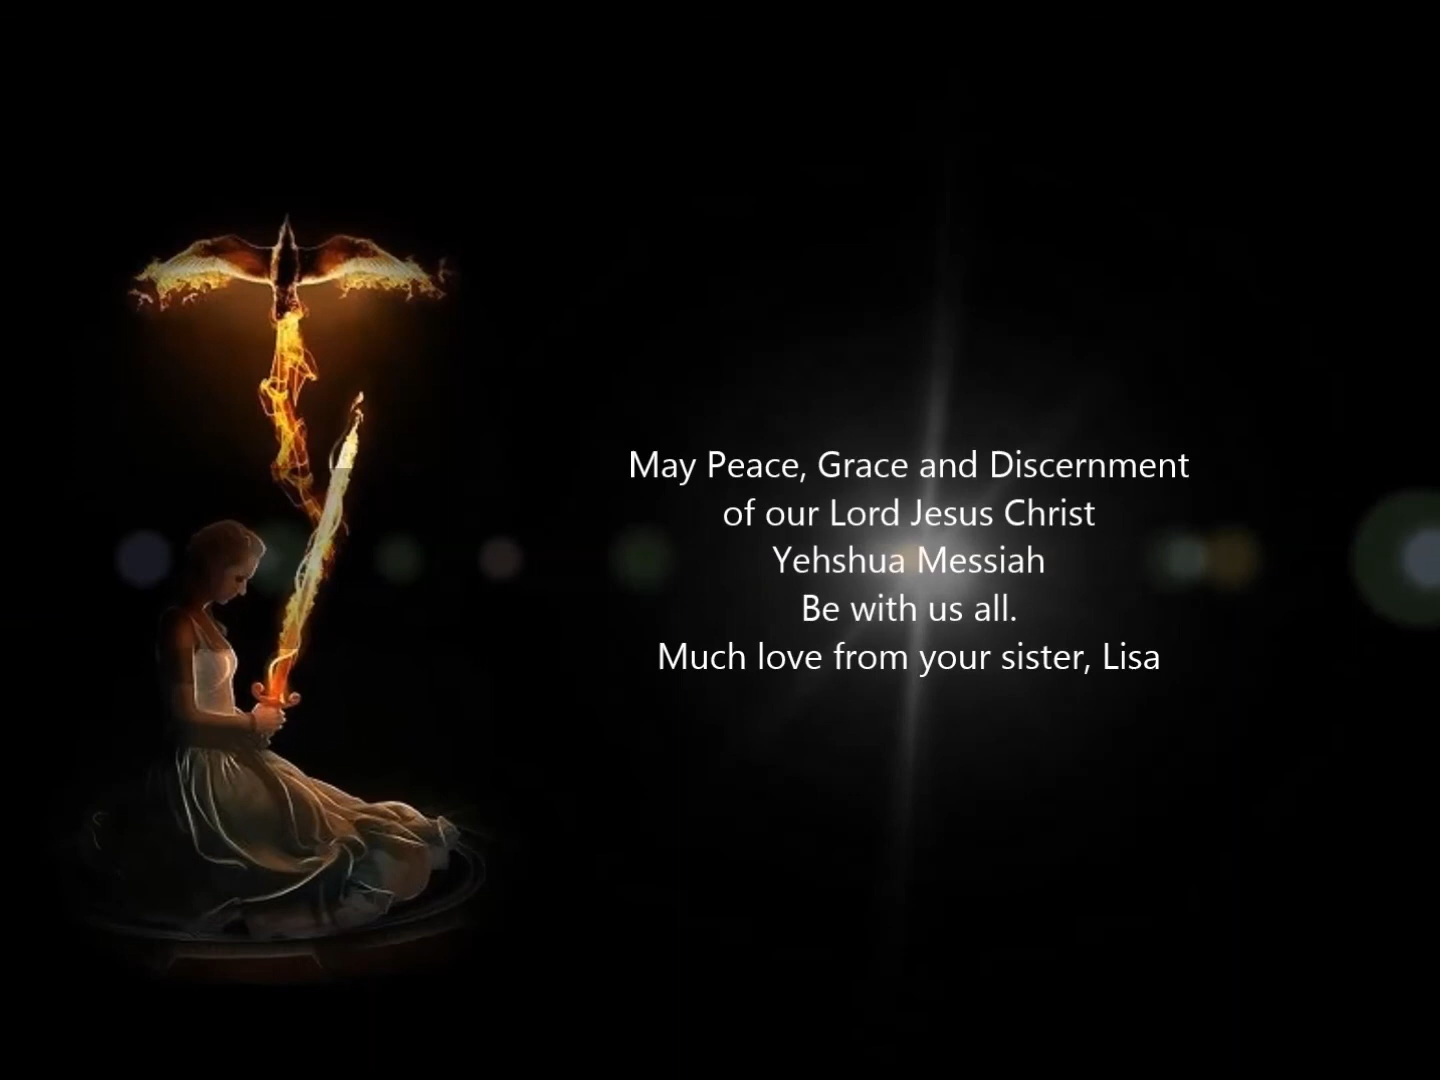 May Peace, Grace and Discernment
of our Lord Jesus Christ
Yehshua Messiah
Be with us all.
Much love from your sister, Lisa